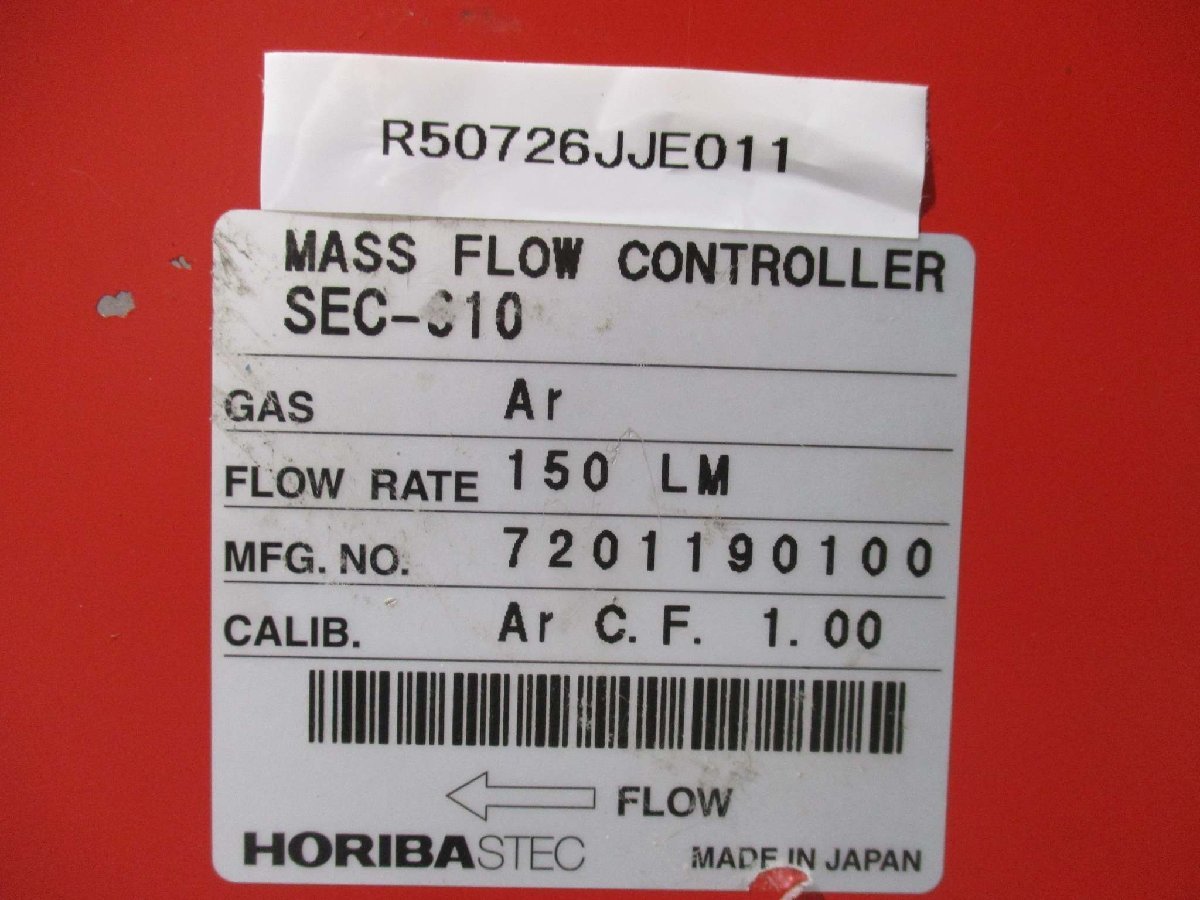 R50726JJE011
MASS FLOW CONTROLLER
GAS Ar
FLOW RATE 150 LM
MFG. NO. 7201190100
CALIB. Ar C.F. 1.00
FLOW
HORIBASTEC MADE IN JAPAN